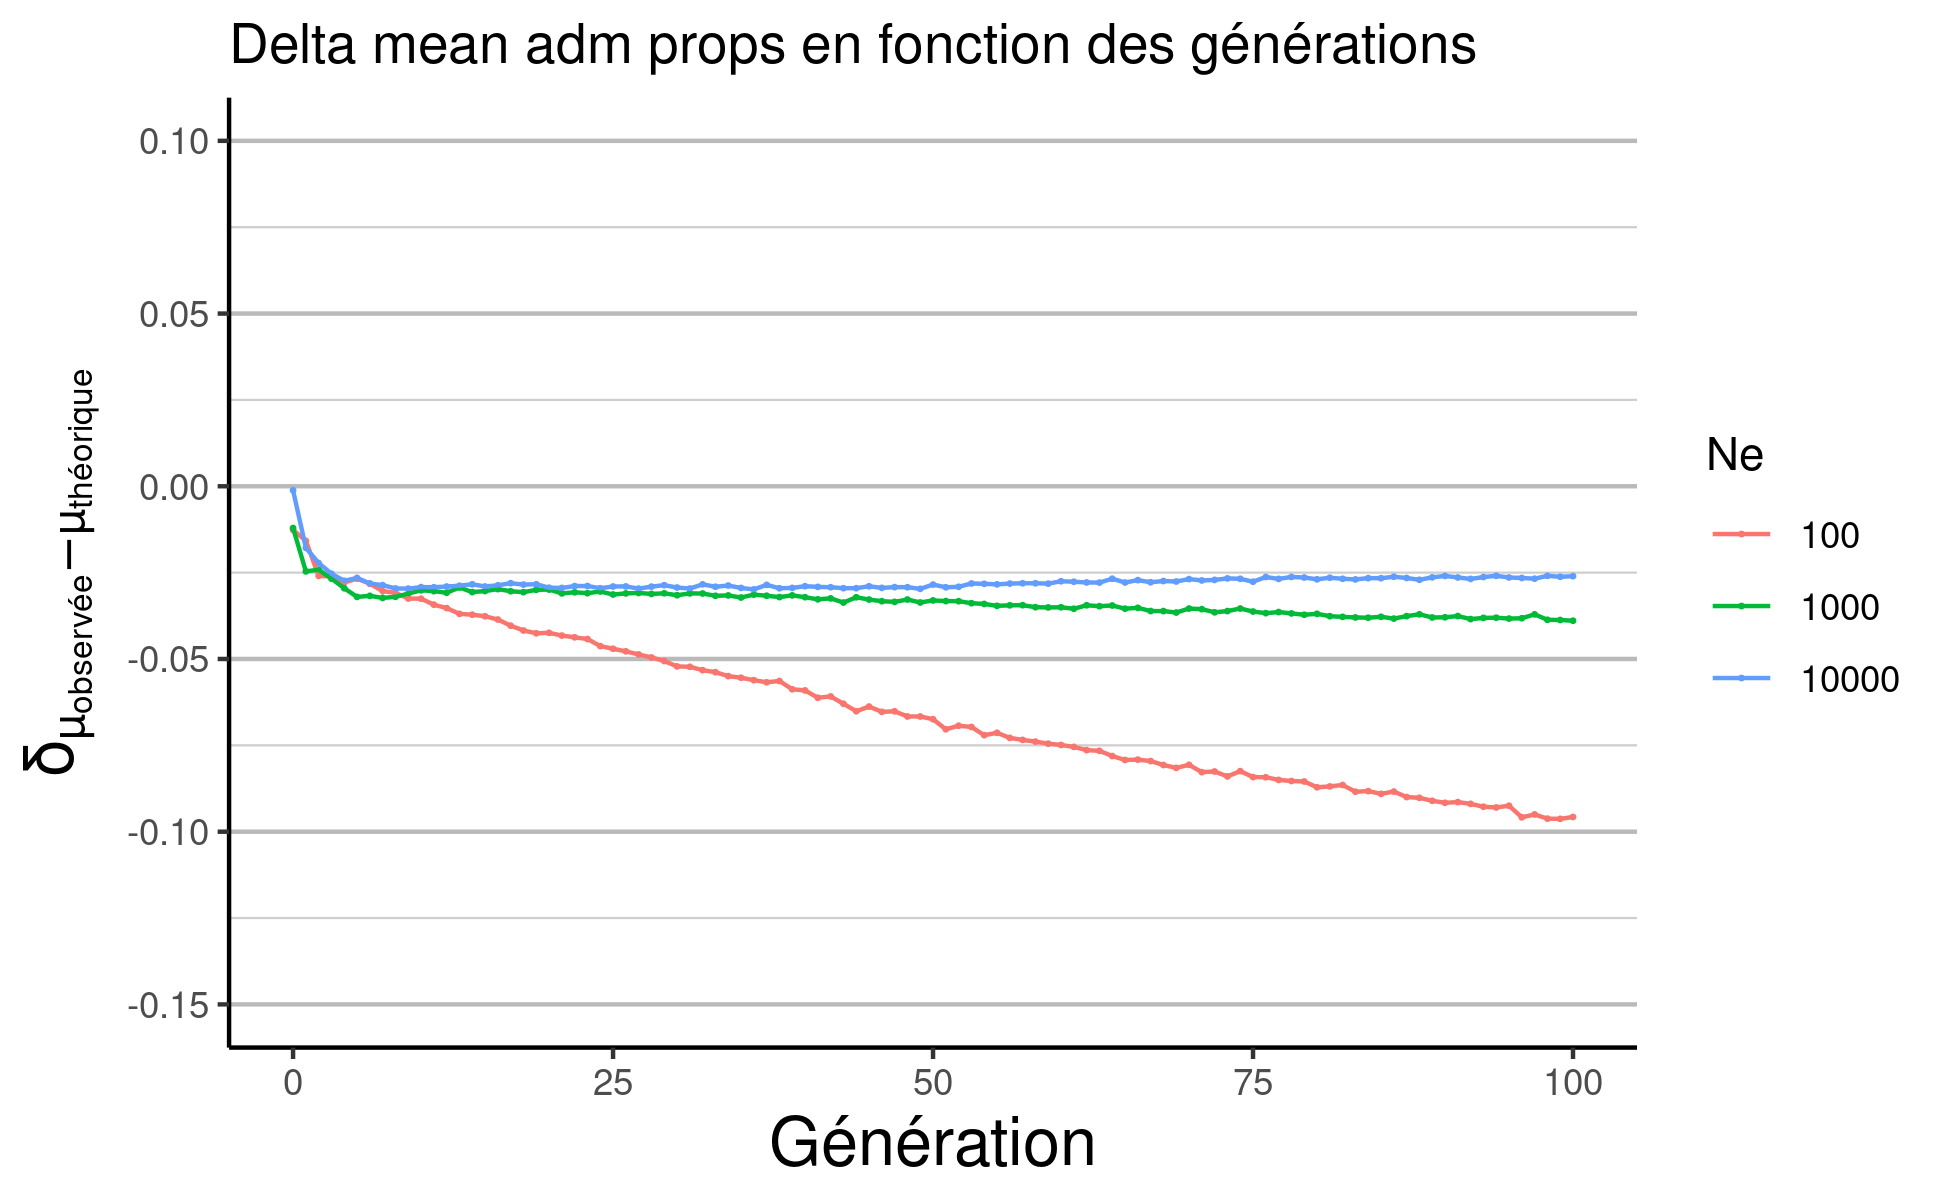 Delta mean adm props en fonction des générations
0.10
0.05
0.00
-0.05
-0.10
-0.15
δμobservée−μthéorique
0 25 50 75 100
Génération
Ne
100
1000
10000